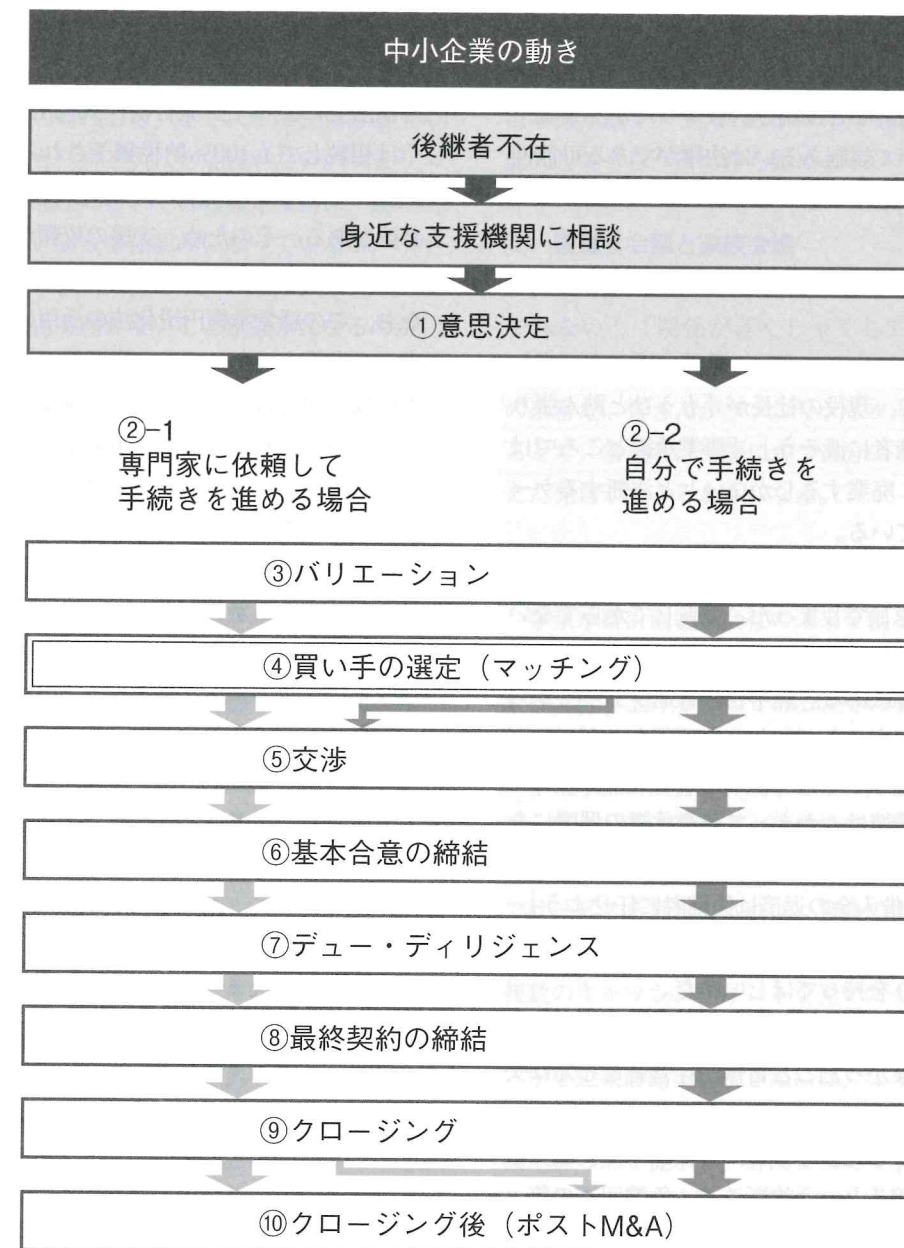 中小企業の動き
後継者不在
身近な支援機関に相談
①意思決定
②-1
専門家に依頼して
手続きを進める場合
②-2
自分で手続きを
進める場合
③バリエーション
④買い手の選定（マッチング）
⑤交渉
⑥基本合意の締結
⑦デュー・ディリジェンス
⑧最終契約の締結
⑨クロージング
⑩クロージング後（ポストM&A）